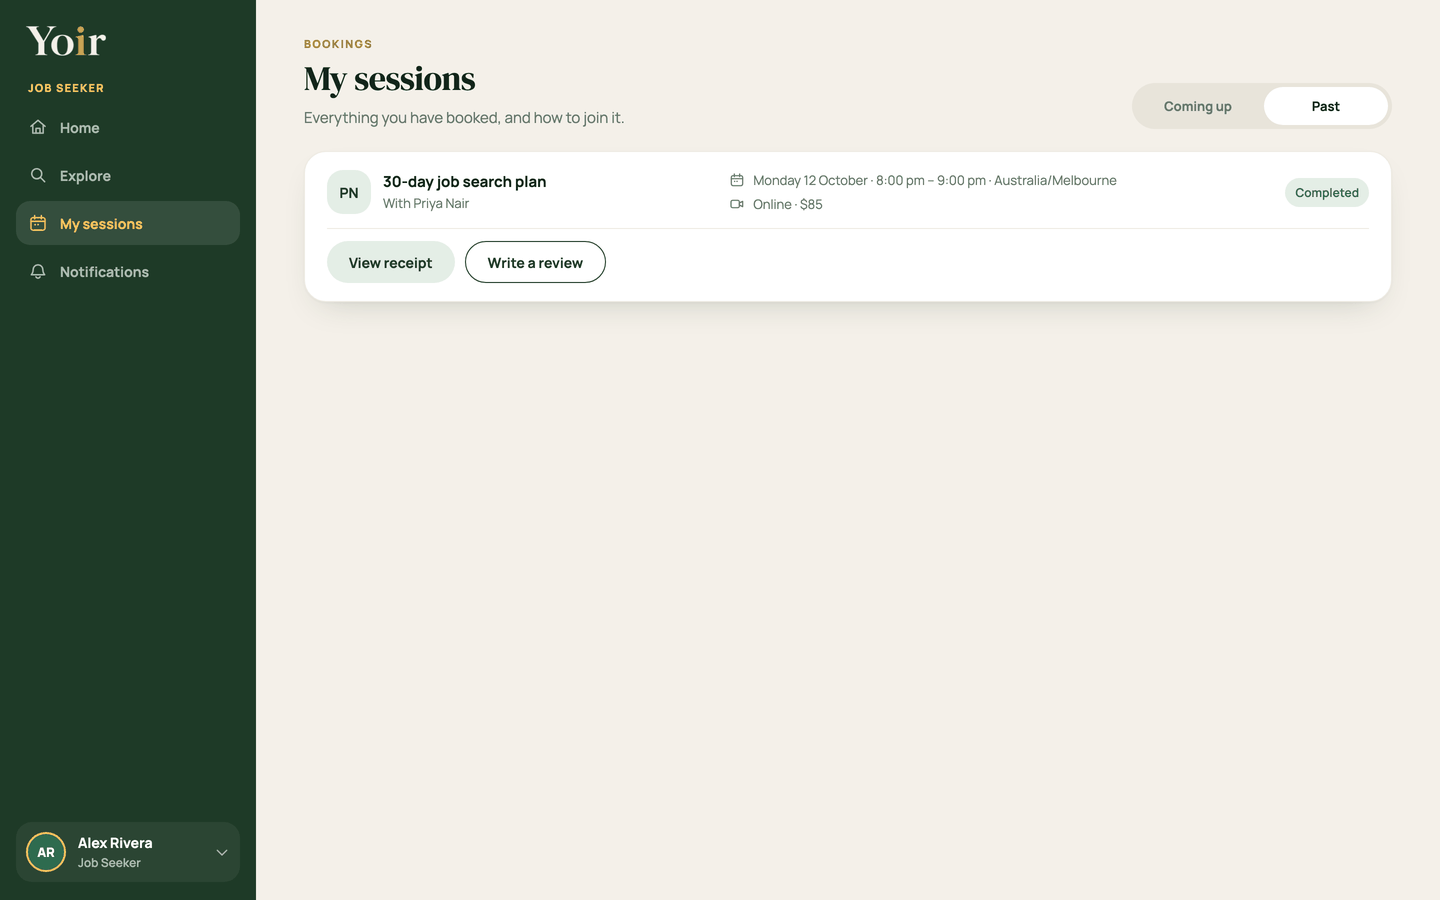 Yoir
JOB SEEKER
Home
Explore
My sessions
Notifications
Alex Rivera
AR
Job Seeker
BOOKINGS
My sessions
Everything you have booked, and how to join it.
Coming up
Past
PN
30-day job search plan
With Priya Nair
Monday 12 October · 8:00 pm – 9:00 pm · Australia/Melbourne
Online · $85
Completed
View receipt
Write a review